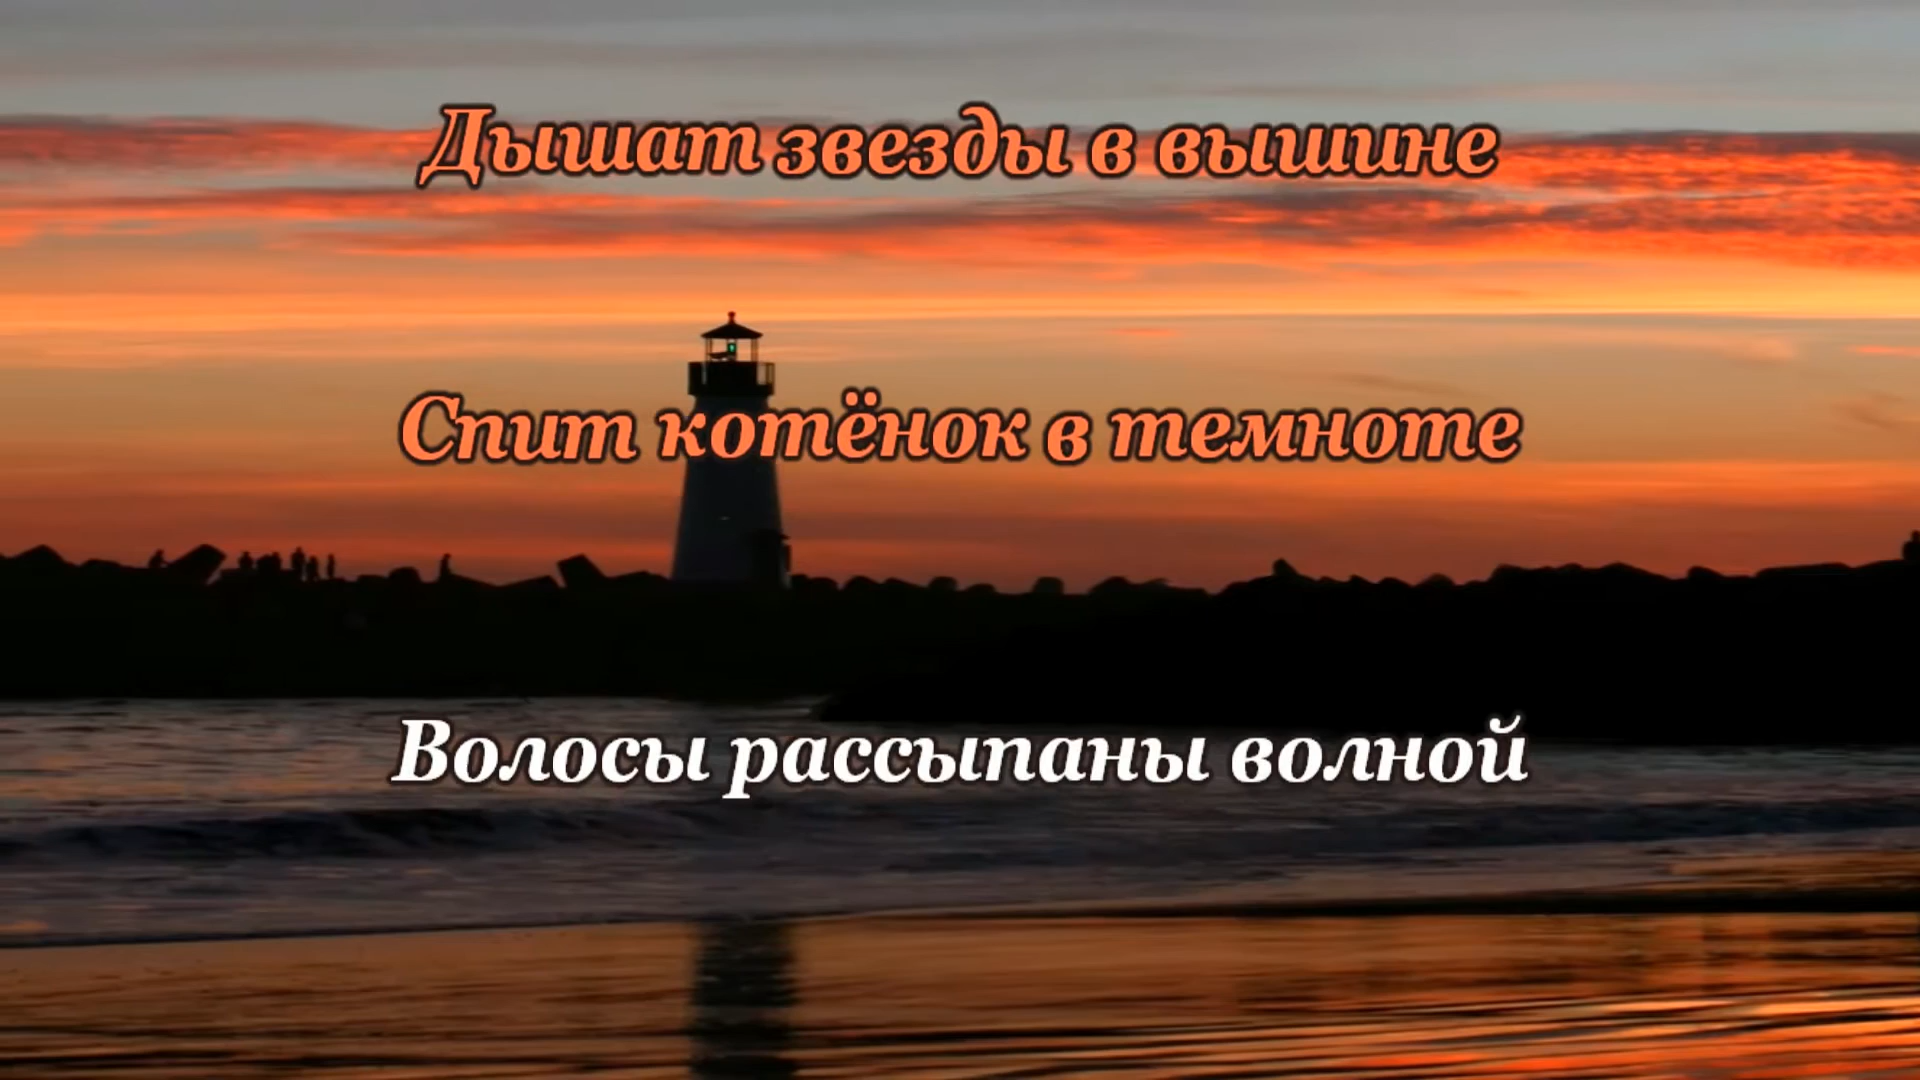 Дышат звезды в вышине
Спит котёнок в темноте
Волосы рассыпаны волной